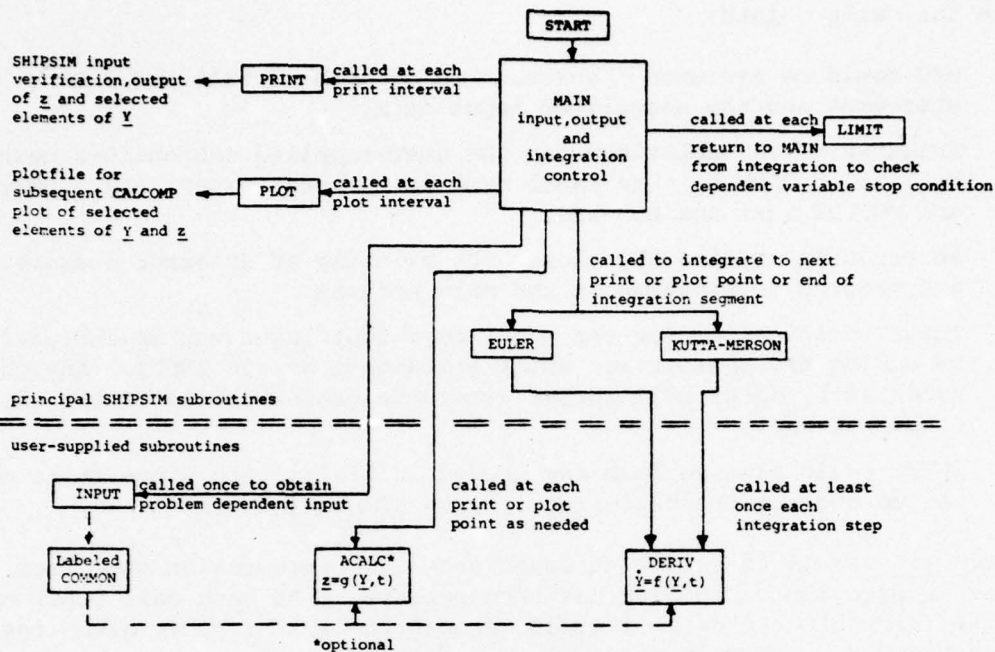 START
SHIPSIM input
verification,output
of z and selected
elements of Y
PRINT
called at each
print interval
MAIN
input,output
and
integration
control
called at each
return to MAIN
from integration to check
dependent variable stop condition
LIMIT
plotfile for
subsequent CALCOMP
plot of selected
elements of Y and z
PLOT
called at each
plot interval
called to integrate to next
print or plot point or end of
integration segment
EULER
KUTTA-MERSON
principal SHIPSIM subroutines
user-supplied subroutines
INPUT
called once to obtain
problem dependent input
called at each
print or plot
point as needed
called at least
once each
integration step
Labeled
COMMON
ACALC*
z=g(Y,t)
DERIV
Ẏ=f(Y,t)
*optional